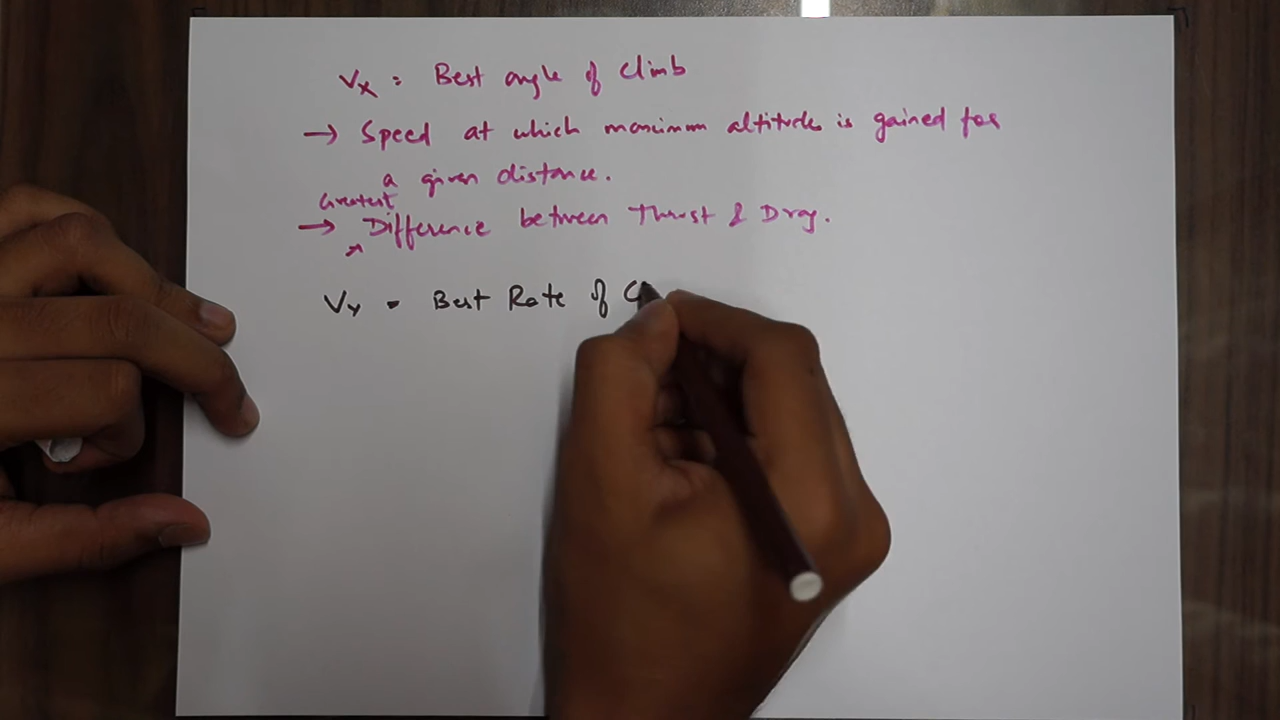 Vx = Best angle of Climb
→ Speed at which maximum altitude is gained for
a given distance.
Greatest
→ Difference between Thrust & Drag.
Vy = Best Rate of C